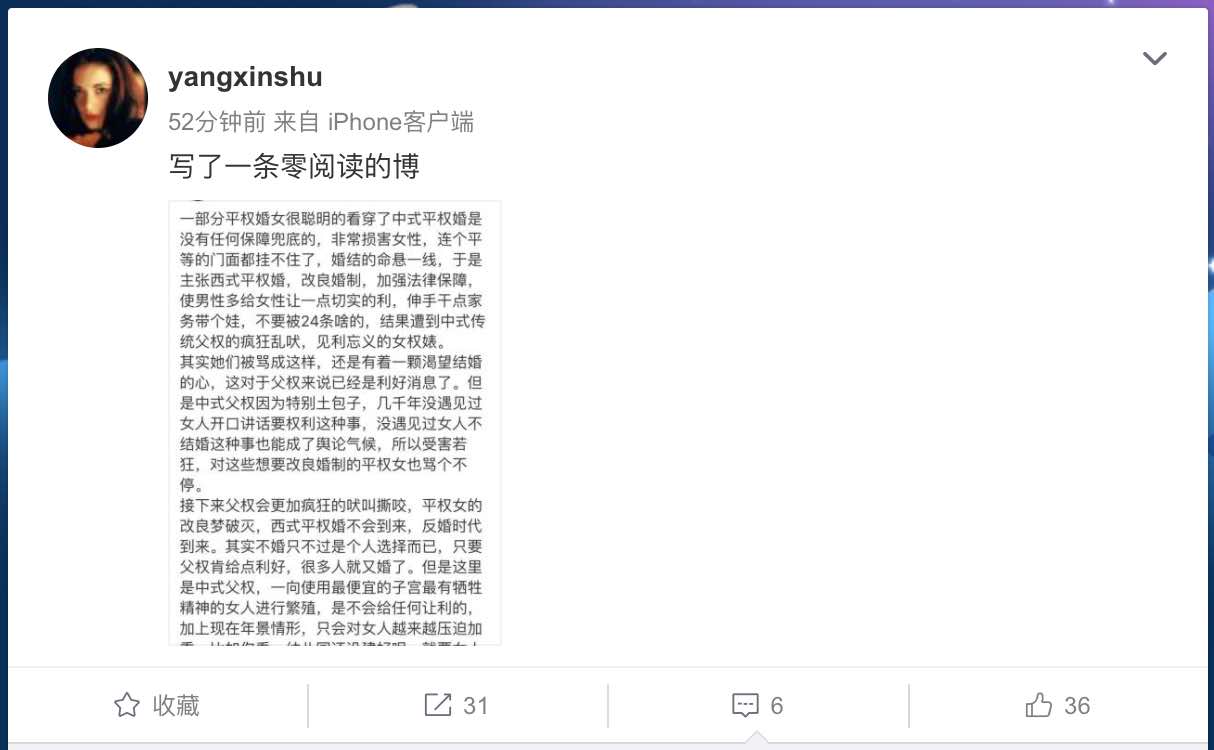 yangxinshu
52分钟前 来自 iPhone客户端
写了一条零阅读的博
一部分平权婚女很聪明的看穿了中式平权婚是
没有任何保障兜底的，非常损害女性，连个平
等的门面都挂不住了，婚结的命悬一线，于是
主张西式平权婚，改良婚制，加强法律保障，
使男性多给女性让一点切实的利，伸手干点家
务带个娃，不要被24条啥的，结果遭到中式传
统父权的疯狂乱吠，见利忘义的女权婊。
其实她们被骂成这样，还是有着一颗渴望结婚
的心，这对于父权来说已经是利好消息了。但
是中式父权因为特别土包子，几千年没遇见过
女人开口讲话要权利这种事，没遇见过女人不
结婚这种事也能成了舆论气候，所以受害若
狂，对这些想要改良婚制的平权女也骂个不
停。
接下来父权会更加疯狂的吠叫撕咬，平权女的
改良梦破灭，西式平权婚不会到来，反婚时代
到来。其实不婚只不过是个人选择而已，只要
父权肯给点利好，很多人就又婚了。但是这里
是中式父权，一向使用最便宜的子宫最有牺牲
精神的女人进行繁殖，是不会给任何让利的，
加上现在年景情形，只会对女人越来越压迫加
收藏
31
6
36